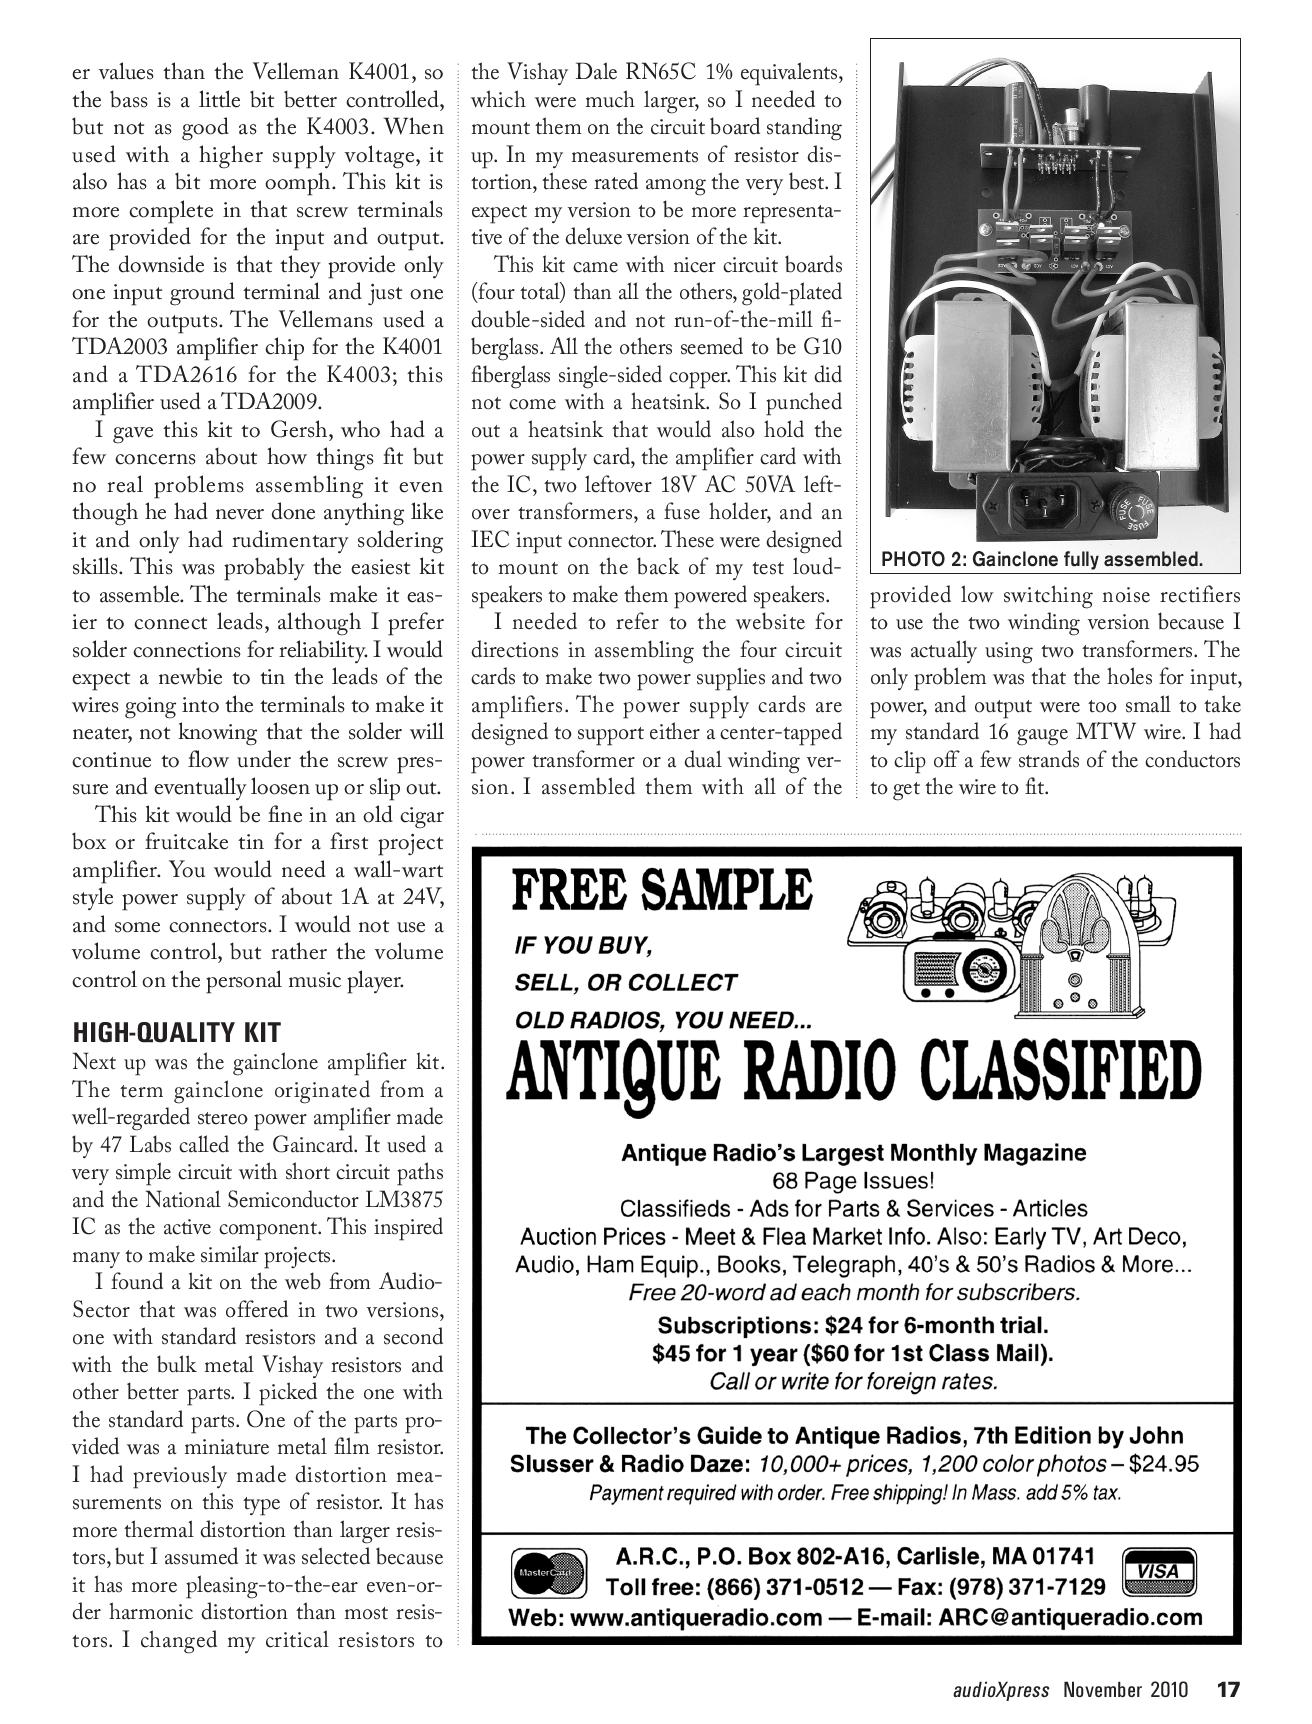 er values than the Velleman K4001, so
the bass is a little bit better controlled,
but not as good as the K4003. When
used with a higher supply voltage, it
also has a bit more oomph. This kit is
more complete in that screw terminals
are provided for the input and output.
The downside is that they provide only
one input ground terminal and just one
for the outputs. The Vellemans used a
TDA2003 amplifier chip for the K4001
and a TDA2616 for the K4003; this
amplifier used a TDA2009.
I gave this kit to Gersh, who had a
few concerns about how things fit but
no real problems assembling it even
though he had never done anything like
it and only had rudimentary soldering
skills. This was probably the easiest kit
to assemble. The terminals make it eas-
ier to connect leads, although I prefer
solder connections for reliability. I would
expect a newbie to tin the leads of the
wires going into the terminals to make it
neater, not knowing that the solder will
continue to flow under the screw pres-
sure and eventually loosen up or slip out.
This kit would be fine in an old cigar
box or fruitcake tin for a first project
amplifier. You would need a wall-wart
style power supply of about 1A at 24V,
and some connectors. I would not use a
volume control, but rather the volume
control on the personal music player.
HIGH-QUALITY KIT
Next up was the gainclone amplifier kit.
The term gainclone originated from a
well-regarded stereo power amplifier made
by 47 Labs called the Gaincard. It used a
very simple circuit with short circuit paths
and the National Semiconductor LM3875
IC as the active component. This inspired
many to make similar projects.
I found a kit on the web from Audio-
Sector that was offered in two versions,
one with standard resistors and a second
with the bulk metal Vishay resistors and
other better parts. I picked the one with
the standard parts. One of the parts pro-
vided was a miniature metal film resistor.
I had previously made distortion mea-
surements on this type of resistor. It has
more thermal distortion than larger resis-
tors, but I assumed it was selected because
it has more pleasing-to-the-ear even-or-
der harmonic distortion than most resis-
tors. I changed my critical resistors to
the Vishay Dale RN65C 1% equivalents,
which were much larger, so I needed to
mount them on the circuit board standing
up. In my measurements of resistor dis-
tortion, these rated among the very best. I
expect my version to be more representa-
tive of the deluxe version of the kit.
This kit came with nicer circuit boards
(four total) than all the others, gold-plated
double-sided and not run-of-the-mill fi-
berglass. All the others seemed to be G10
fiberglass single-sided copper. This kit did
not come with a heatsink. So I punched
out a heatsink that would also hold the
power supply card, the amplifier card with
the IC, two leftover 18V AC 50VA left-
over transformers, a fuse holder, and an
IEC input connector. These were designed
to mount on the back of my test loud-
speakers to make them powered speakers.
I needed to refer to the website for
directions in assembling the four circuit
cards to make two power supplies and two
amplifiers. The power supply cards are
designed to support either a center-tapped
power transformer or a dual winding ver-
sion. I assembled them with all of the
FUSE FUSE FUSE
PHOTO 2: Gainclone fully assembled.
provided low switching noise rectifiers
to use the two winding version because I
was actually using two transformers. The
only problem was that the holes for input,
power, and output were too small to take
my standard 16 gauge MTW wire. I had
to clip off a few strands of the conductors
to get the wire to fit.
FREE SAMPLE
IF YOU BUY,
SELL, OR COLLECT
OLD RADIOS, YOU NEED...
ANTIQUE RADIO CLASSIFIED
Antique Radio's Largest Monthly Magazine
68 Page Issues!
Classifieds - Ads for Parts & Services - Articles
Auction Prices - Meet & Flea Market Info. Also: Early TV, Art Deco,
Audio, Ham Equip., Books, Telegraph, 40's & 50's Radios & More...
Free 20-word ad each month for subscribers.
Subscriptions: $24 for 6-month trial.
$45 for 1 year ($60 for 1st Class Mail).
Call or write for foreign rates.
The Collector's Guide to Antique Radios, 7th Edition by John
Slusser & Radio Daze: 10,000+ prices, 1,200 color photos – $24.95
Payment required with order. Free shipping! In Mass. add 5% tax.
MasterCard
A.R.C., P.O. Box 802-A16, Carlisle, MA 01741
VISA
Toll free: (866) 371-0512 — Fax: (978) 371-7129
Web: www.antiqueradio.com — E-mail: ARC@antiqueradio.com
audioXpress November 2010 17